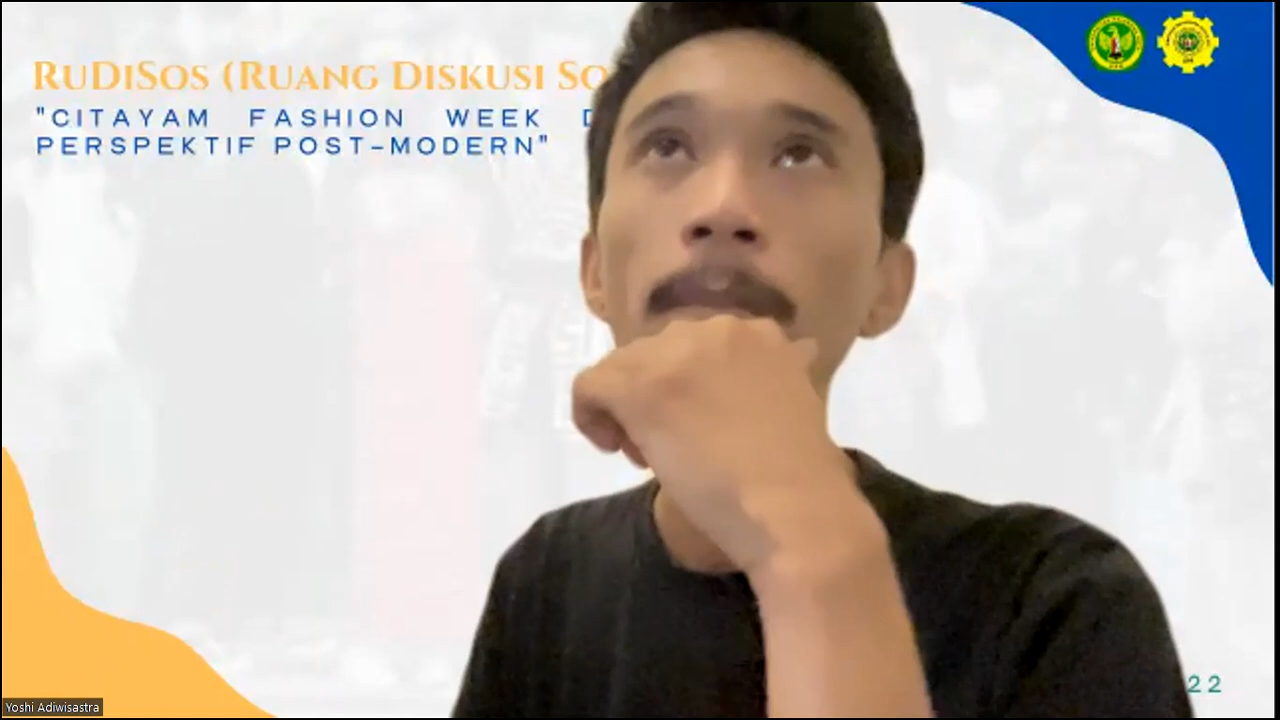 RuDiSos (Ruang Diskusi So
"CITAYAM FASHION WEEK
PERSPEKTIF POST-MODERN"
22
Yoshi Adiwisastra